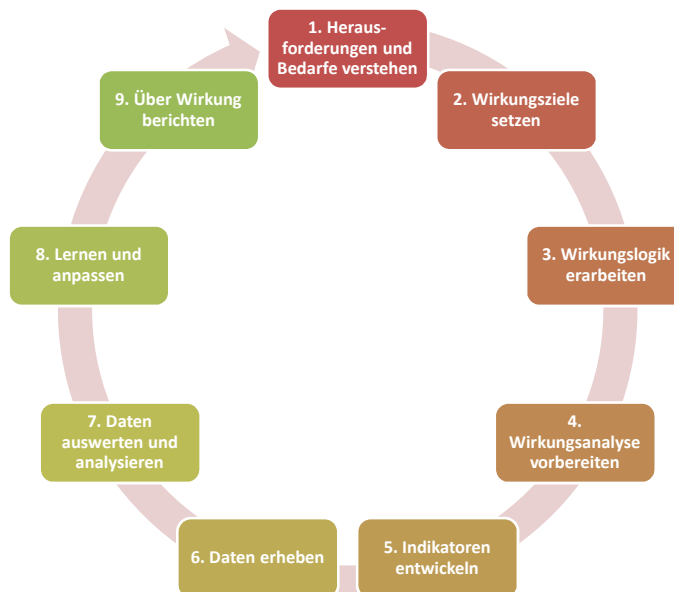 1. Heraus-
forderungen und
Bedarfe verstehen
2. Wirkungsziele
setzen
3. Wirkungslogik
erarbeiten
4.
Wirkungsanalyse
vorbereiten
5. Indikatoren
entwickeln
6. Daten erheben
7. Daten
auswerten und
analysieren
8. Lernen und
anpassen
9. Über Wirkung
berichten